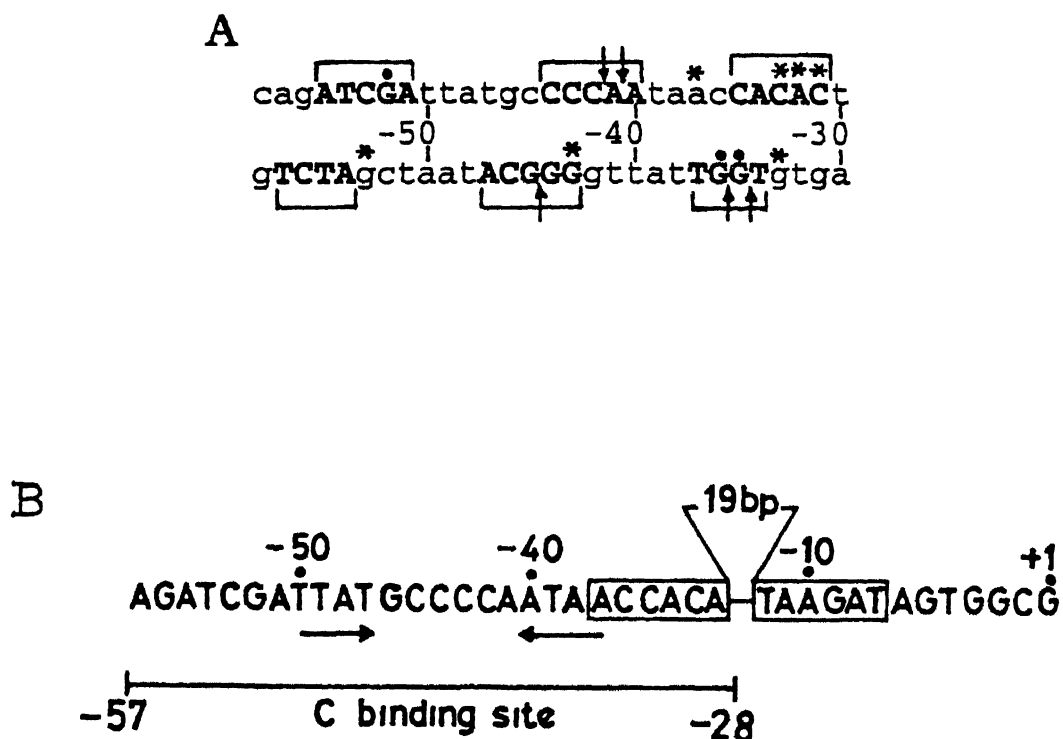 A
* ***
cagATCGAttatgcCCCAAtaacCACACt
-50 -40 -30
* * *
gTCTAgctaatACGGGgttatTGGTgtga
B
19bp
-50 -40 -10 +1
AGATCGATTATGCCCCAATAACCACA TAAGATAGTGGCG
-57 C binding site -28